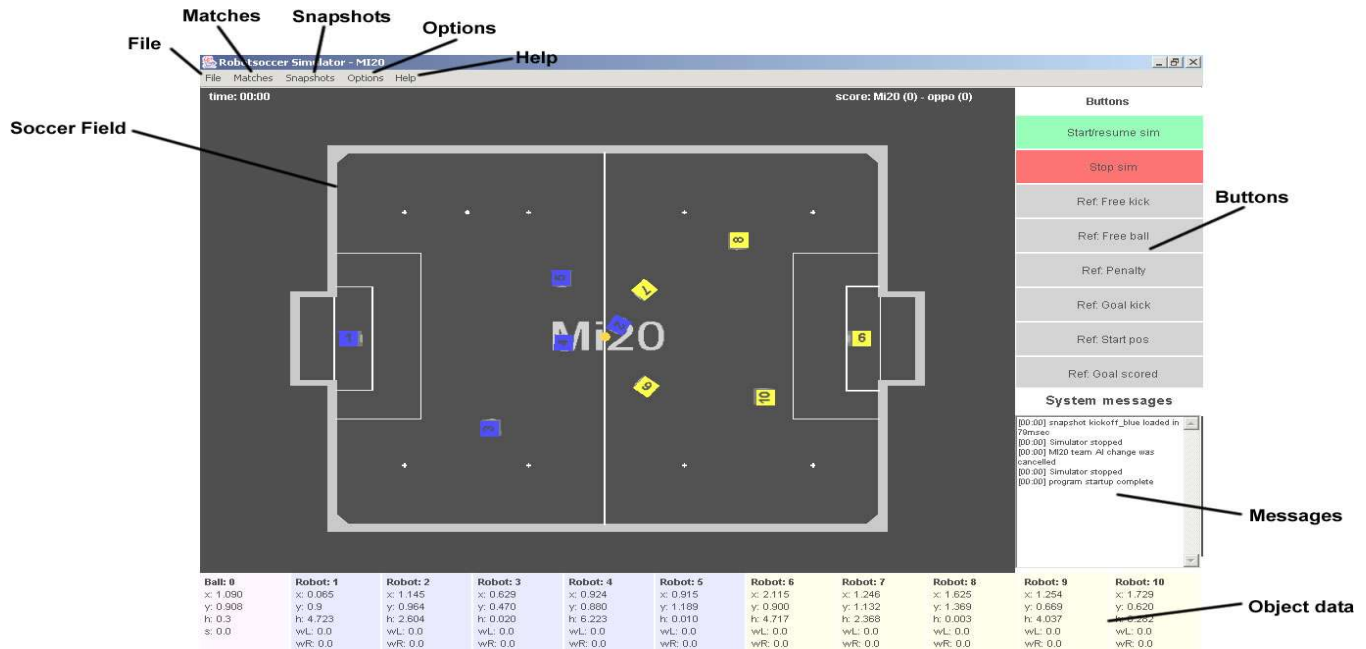 Matches
Snapshots
File
Options
Help
Robotsoccer Simulator - MI20
File Matches Snapshots Options Help
time: 00:00
score: Mi20 (0) - oppo (0)
Soccer Field
Buttons
Start/resume sim
Stop sim
Ref: Free kick
Ref: Free ball
Ref: Penalty
Ref: Goal kick
Ref: Start pos
Ref: Goal scored
Buttons
8
5
7
2
1
4
Mi20
6
9
10
3
System messages
[00:00] snapshot kickoff_blue loaded in
79msec
[00:00] Simulator stopped
[00:00] MI20 team AI change was
cancelled
[00:00] Simulator stopped
[00:00] program startup complete
Messages
Ball: 0 Robot: 1 Robot: 2 Robot: 3 Robot: 4 Robot: 5 Robot: 6 Robot: 7 Robot: 8 Robot: 9 Robot: 10
x: 1.090 x: 0.065 x: 1.145 x: 0.629 x: 0.924 x: 0.915 x: 2.115 x: 1.246 x: 1.625 x: 1.254 x: 1.729
y: 0.908 y: 0.9 y: 0.964 y: 0.470 y: 0.880 y: 1.189 y: 0.900 y: 1.132 y: 1.369 y: 0.669 y: 0.620
h: 0.3 h: 4.723 h: 2.604 h: 0.020 h: 6.223 h: 0.010 h: 4.717 h: 2.368 h: 0.003 h: 4.037
s: 0.0 wL: 0.0 wL: 0.0 wL: 0.0 wL: 0.0 wL: 0.0 wL: 0.0 wL: 0.0 wL: 0.0 wL: 0.0 wL: 0.0
wR: 0.0 wR: 0.0 wR: 0.0 wR: 0.0 wR: 0.0 wR: 0.0 wR: 0.0 wR: 0.0 wR: 0.0 wR: 0.0
Object data